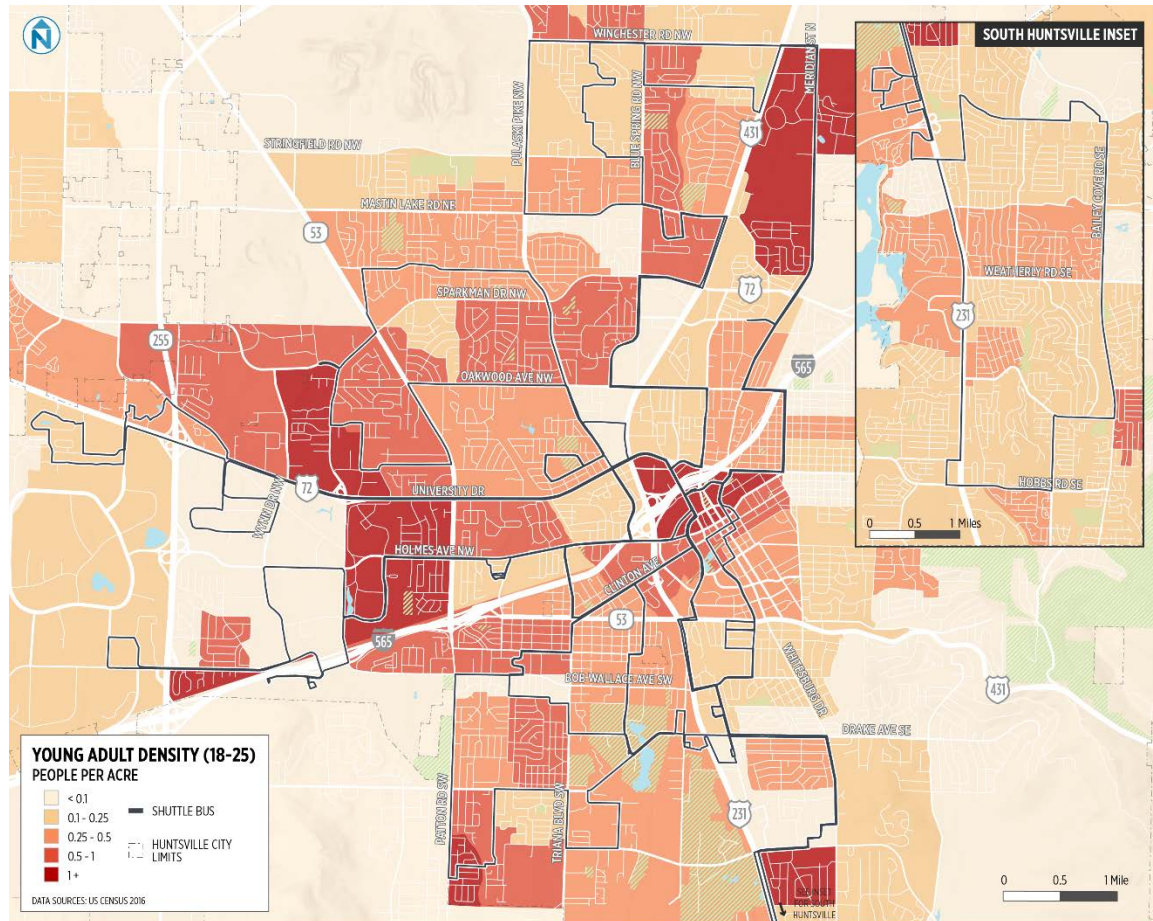 N
WINCHESTER RD NW
MERIDIAN ST N
SOUTH HUNTSVILLE INSET
PULASKI PIKE NW
BLUE SPRING RD NW
431
STRINGFIELD RD NW
BAILEY COVE RD SE
MASTIN LAKE RD NE
53
WEATHERLY RD SE
72
SPARKMAN DR NW
231
255
565
OAKWOOD AVE NW
72
UNIVERSITY DR
WYNN DR NW
HOBBS RD SE
0 0.5 1 Miles
HOLMES AVE NW
CLINTON AVE
53
565
BOB WALLACE AVE SW
WHITESBURG DR
431
DRAKE AVE SE
YOUNG ADULT DENSITY (18-25)
PEOPLE PER ACRE
< 0.1
0.1 - 0.25
0.25 - 0.5
0.5 - 1
1 +
SHUTTLE BUS
HUNTSVILLE CITY
LIMITS
DATA SOURCES: US CENSUS 2016
PATTON RD SW
TRIANA BLVD SW
231
SEE INSET
FOR SOUTH
HUNTSVILLE
0 0.5 1 Mile